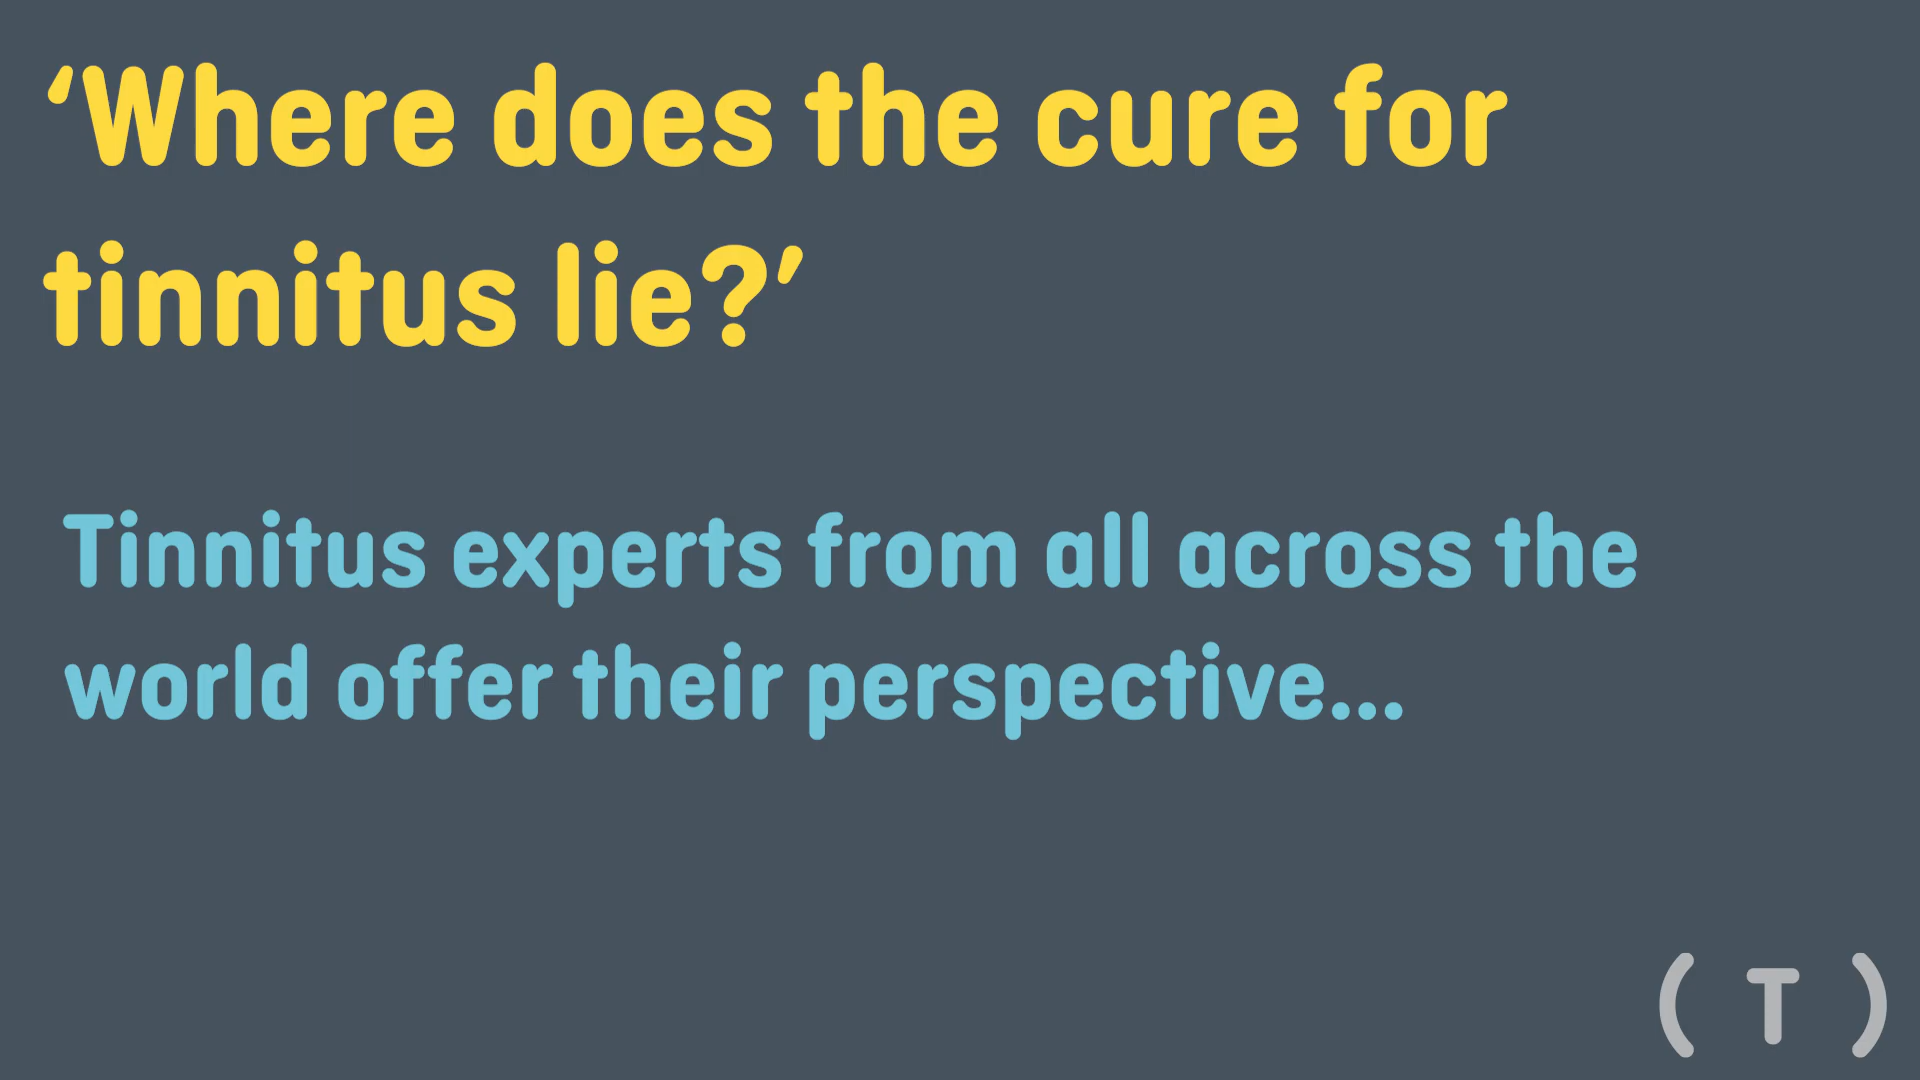 ‘Where does the cure for
tinnitus lie?’
Tinnitus experts from all across the
world offer their perspective...
( T )